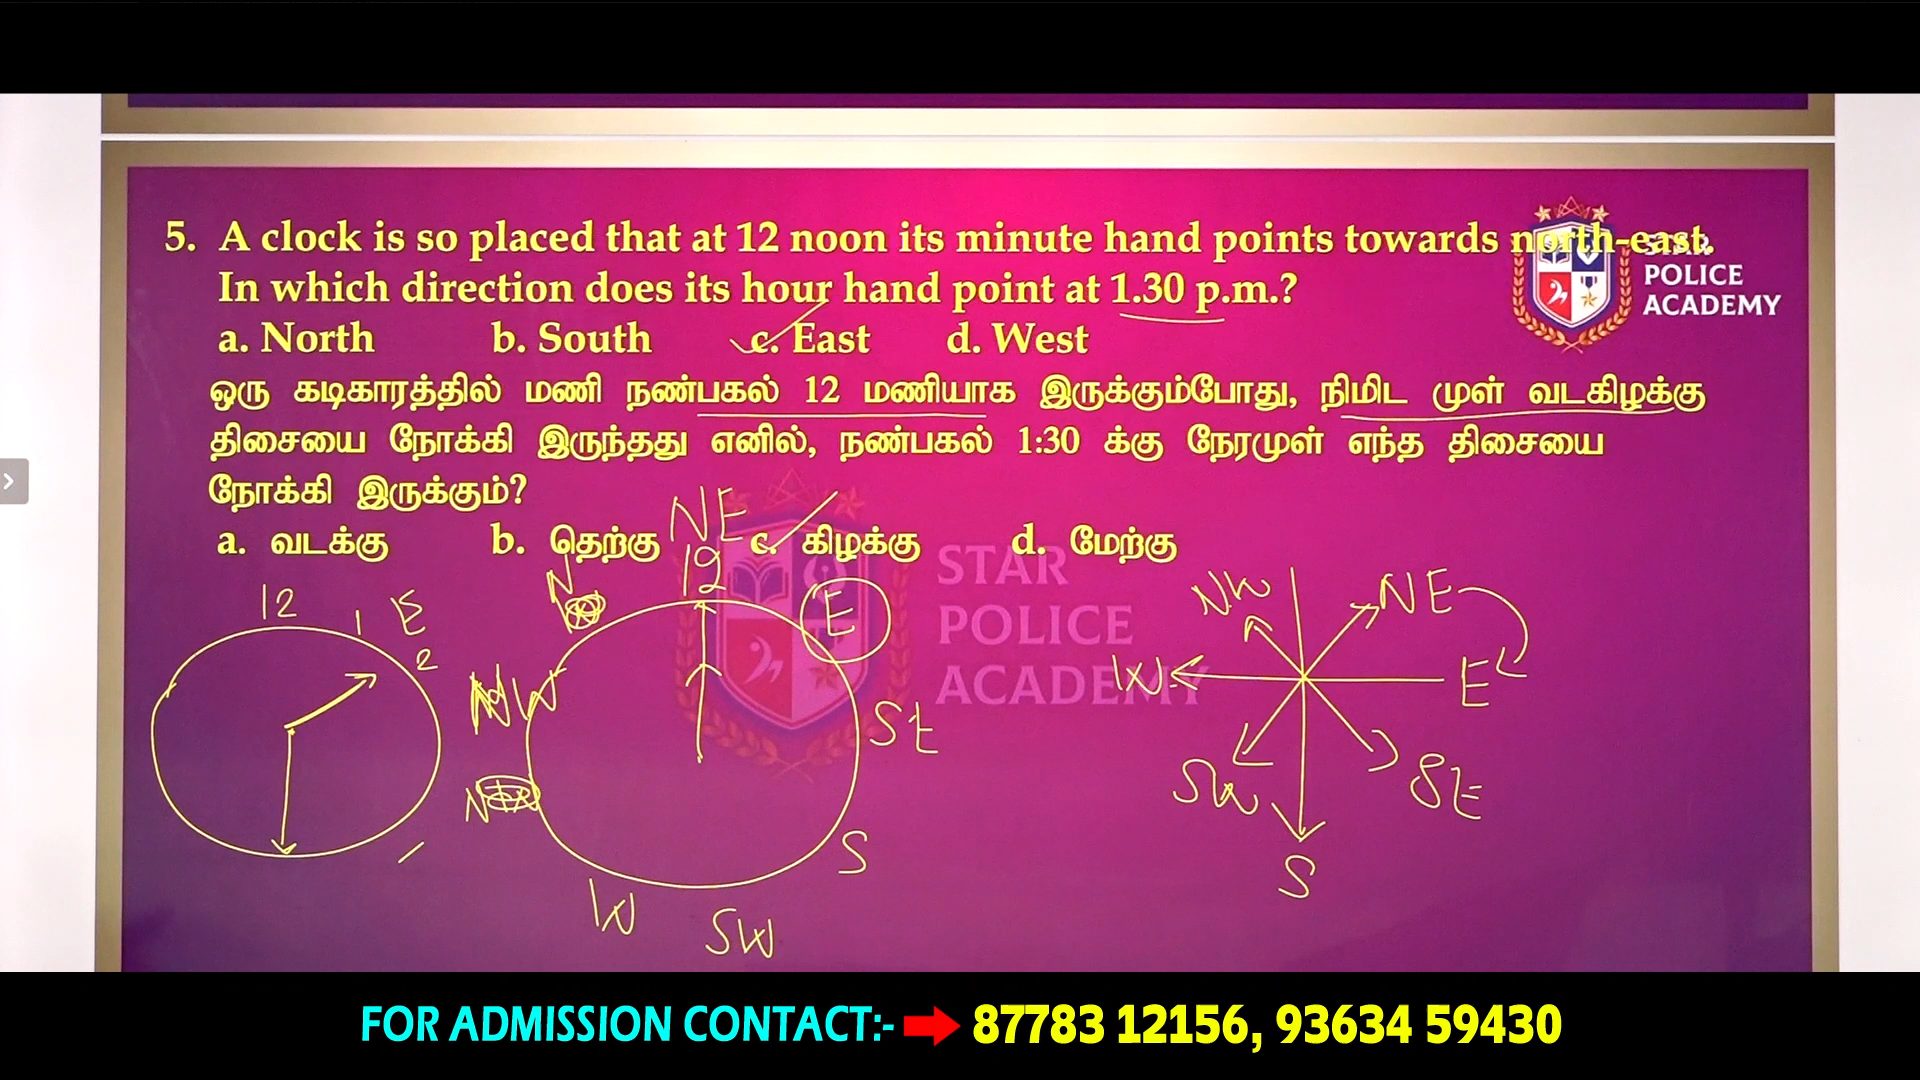 5. A clock is so placed that at 12 noon its minute hand points towards north-east.
In which direction does its hour hand point at 1.30 p.m.?
a. North b. South c. East d. West
STAR
POLICE
ACADEMY
ஒரு கடிகாரத்தில் மணி நண்பகல் 12 மணியாக இருக்கும்போது, நிமிட முள் வடகிழக்கு
திசையை நோக்கி இருந்தது எனில், நண்பகல் 1:30 க்கு நேரமுள் எந்த திசையை
நோக்கி இருக்கும்?
a. வடக்கு b. தெற்கு c. கிழக்கு d. மேற்கு
STAR
POLICE
ACADEMY
12 1 E
2
NE
12
N
E
NW
SE
S
SW
W
NW
NE
W
E
SW
SE
S
FOR ADMISSION CONTACT:- 87783 12156, 93634 59430